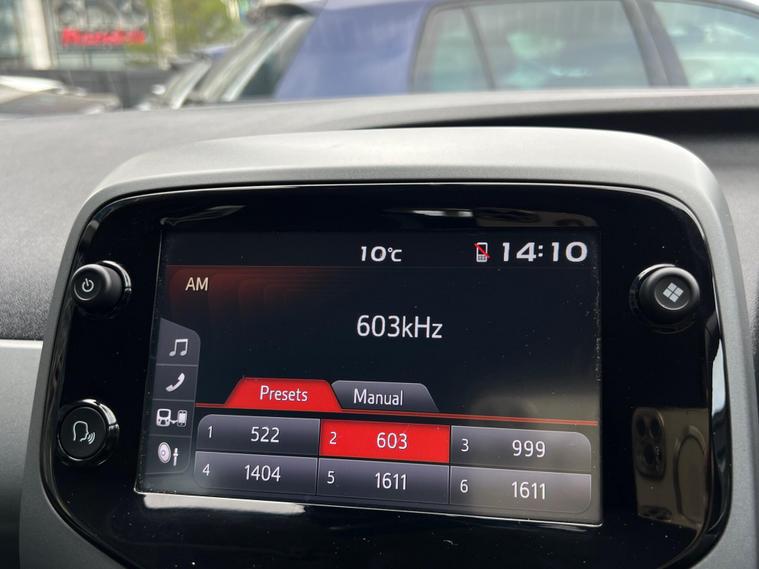 10°C 14:10
AM
603kHz
Presets Manual
1 522 2 603 3 999
4 1404 5 1611 6 1611